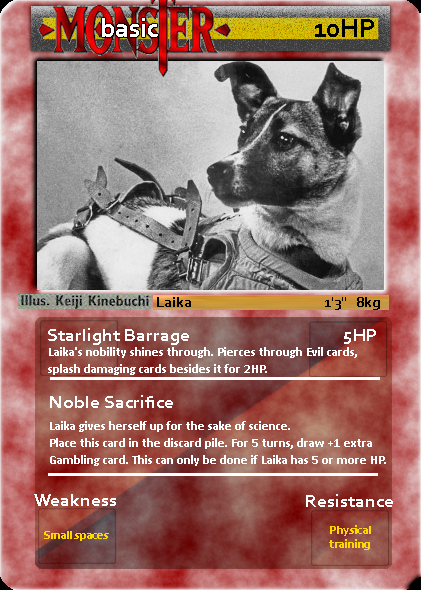 MONSTER
basic
10HP
Illus. Keiji Kinebuchi Laika 1'3" 8kg
Starlight Barrage 5HP
Laika's nobility shines through. Pierces through Evil cards,
splash damaging cards besides it for 2HP.
Noble Sacrifice
Laika gives herself up for the sake of science.
Place this card in the discard pile. For 5 turns, draw +1 extra
Gambling card. This can only be done if Laika has 5 or more HP.
Weakness Resistance
Small spaces
Physical
training